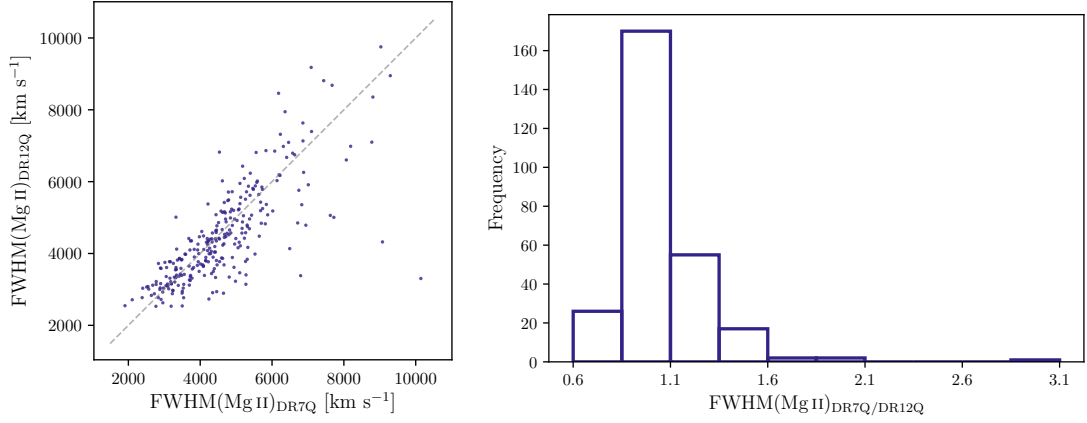 10000
8000
6000
4000
2000
FWHM(Mg II)DR12Q [km s−1]
2000 4000 6000 8000 10000
FWHM(Mg II)DR7Q [km s−1]
160
140
120
100
80
60
40
20
0
Frequency
0.6 1.1 1.6 2.1 2.6 3.1
FWHM(Mg II)DR7Q/DR12Q